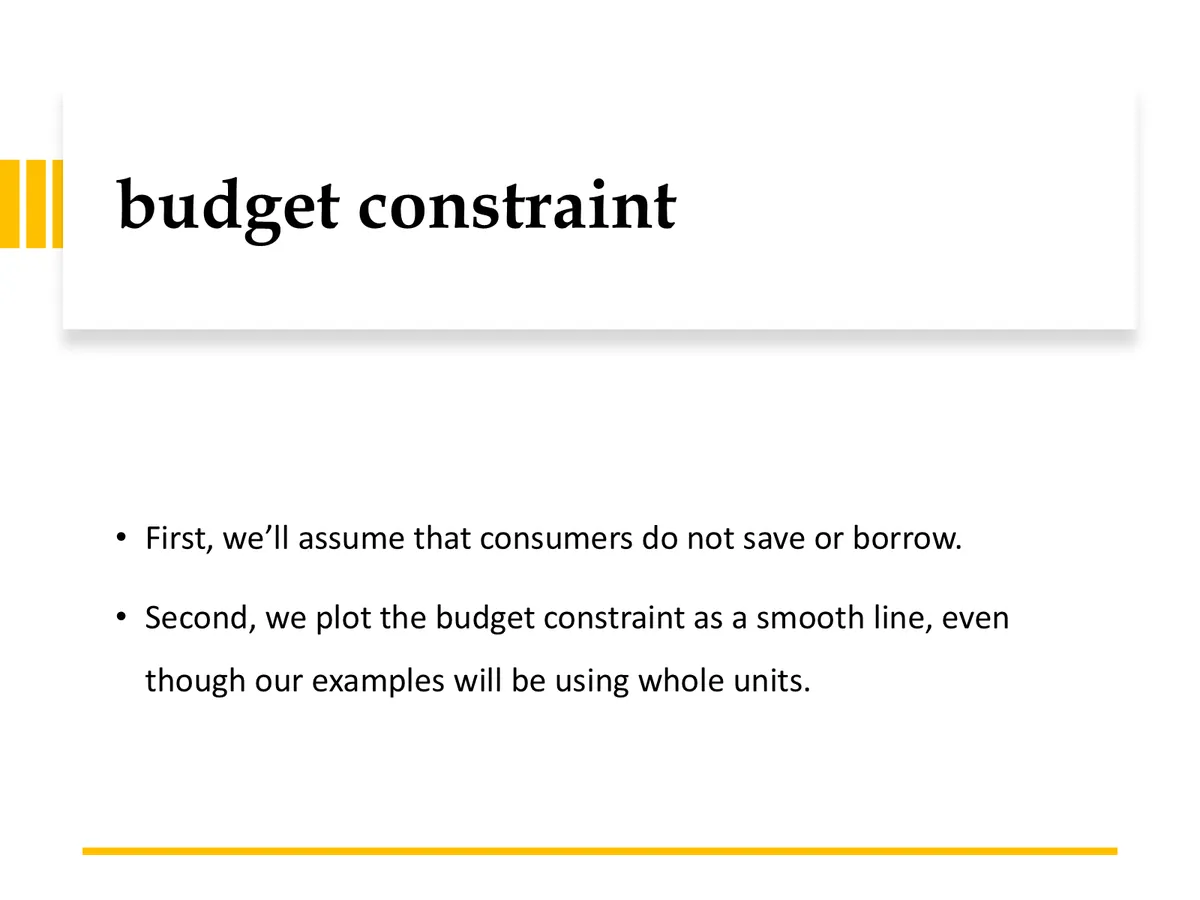 budget constraint
• First, we’ll assume that consumers do not save or borrow.
• Second, we plot the budget constraint as a smooth line, even
though our examples will be using whole units.